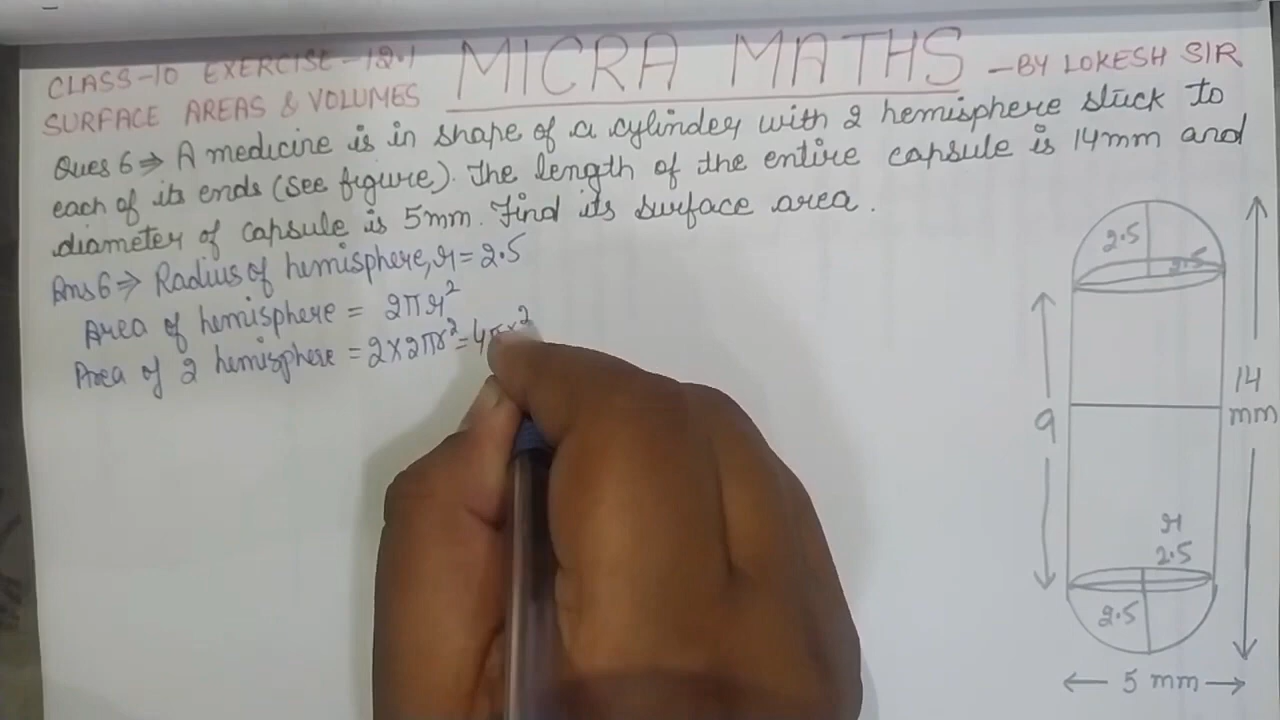 CLASS-10 EXERCISE-12.1 MICRA MATHS -BY LOKESH SIR
SURFACE AREAS & VOLUMES
Ques 6⇒ A medicine is in shape of a cylinder with 2 hemisphere stuck to
each of its ends (see figure). The length of the entire capsule is 14mm and
diameter of capsule is 5mm. Find its surface area.
Ans 6⇒ Radius of hemisphere, r = 2.5
Area of hemisphere = 2πr²
Area of 2 hemisphere = 2×2πr² = 4πr²
2.5
2.5
14
mm
9
r
2.5
2.5
5 mm